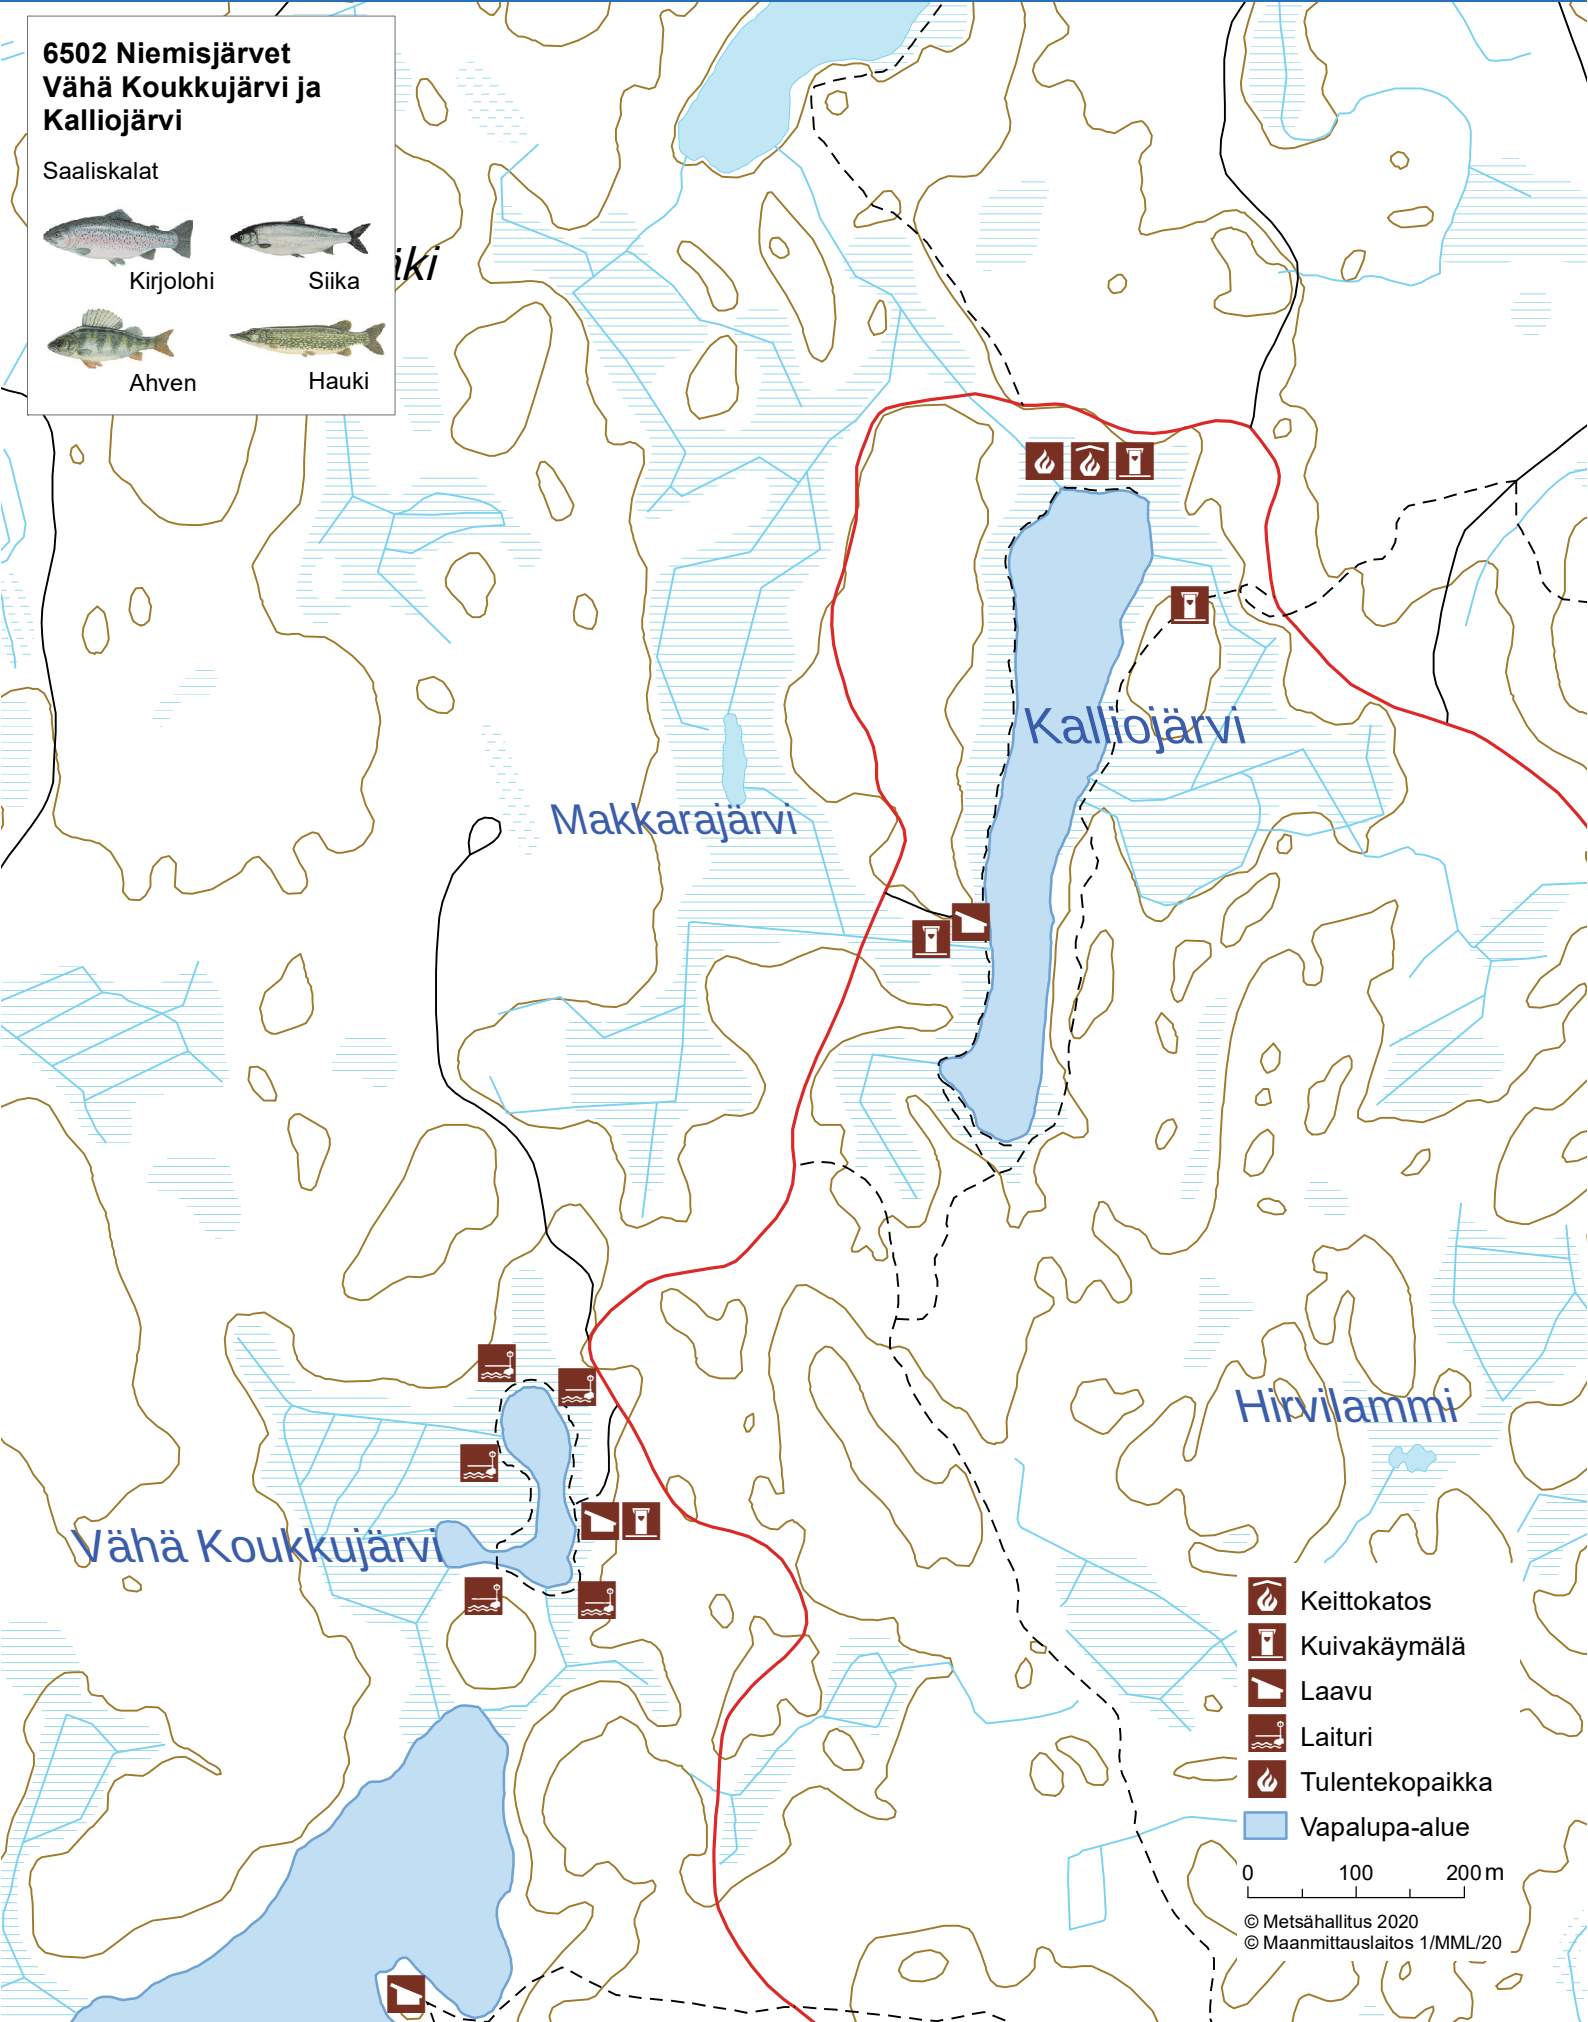 6502 Niemisjärvet
Vähä Koukkujärvi ja
Kalliojärvi
Saaliskalat
Kirjolohi
Siika
Ahven
Hauki
äki
Kalliojärvi
Makkarajärvi
Hirvilammi
Vähä Koukkujärvi
Keittokatos
Kuivakäymälä
Laavu
Laituri
Tulentekopaikka
Vapalupa-alue
0 100 200 m
© Metsähallitus 2020
© Maanmittauslaitos 1/MML/20